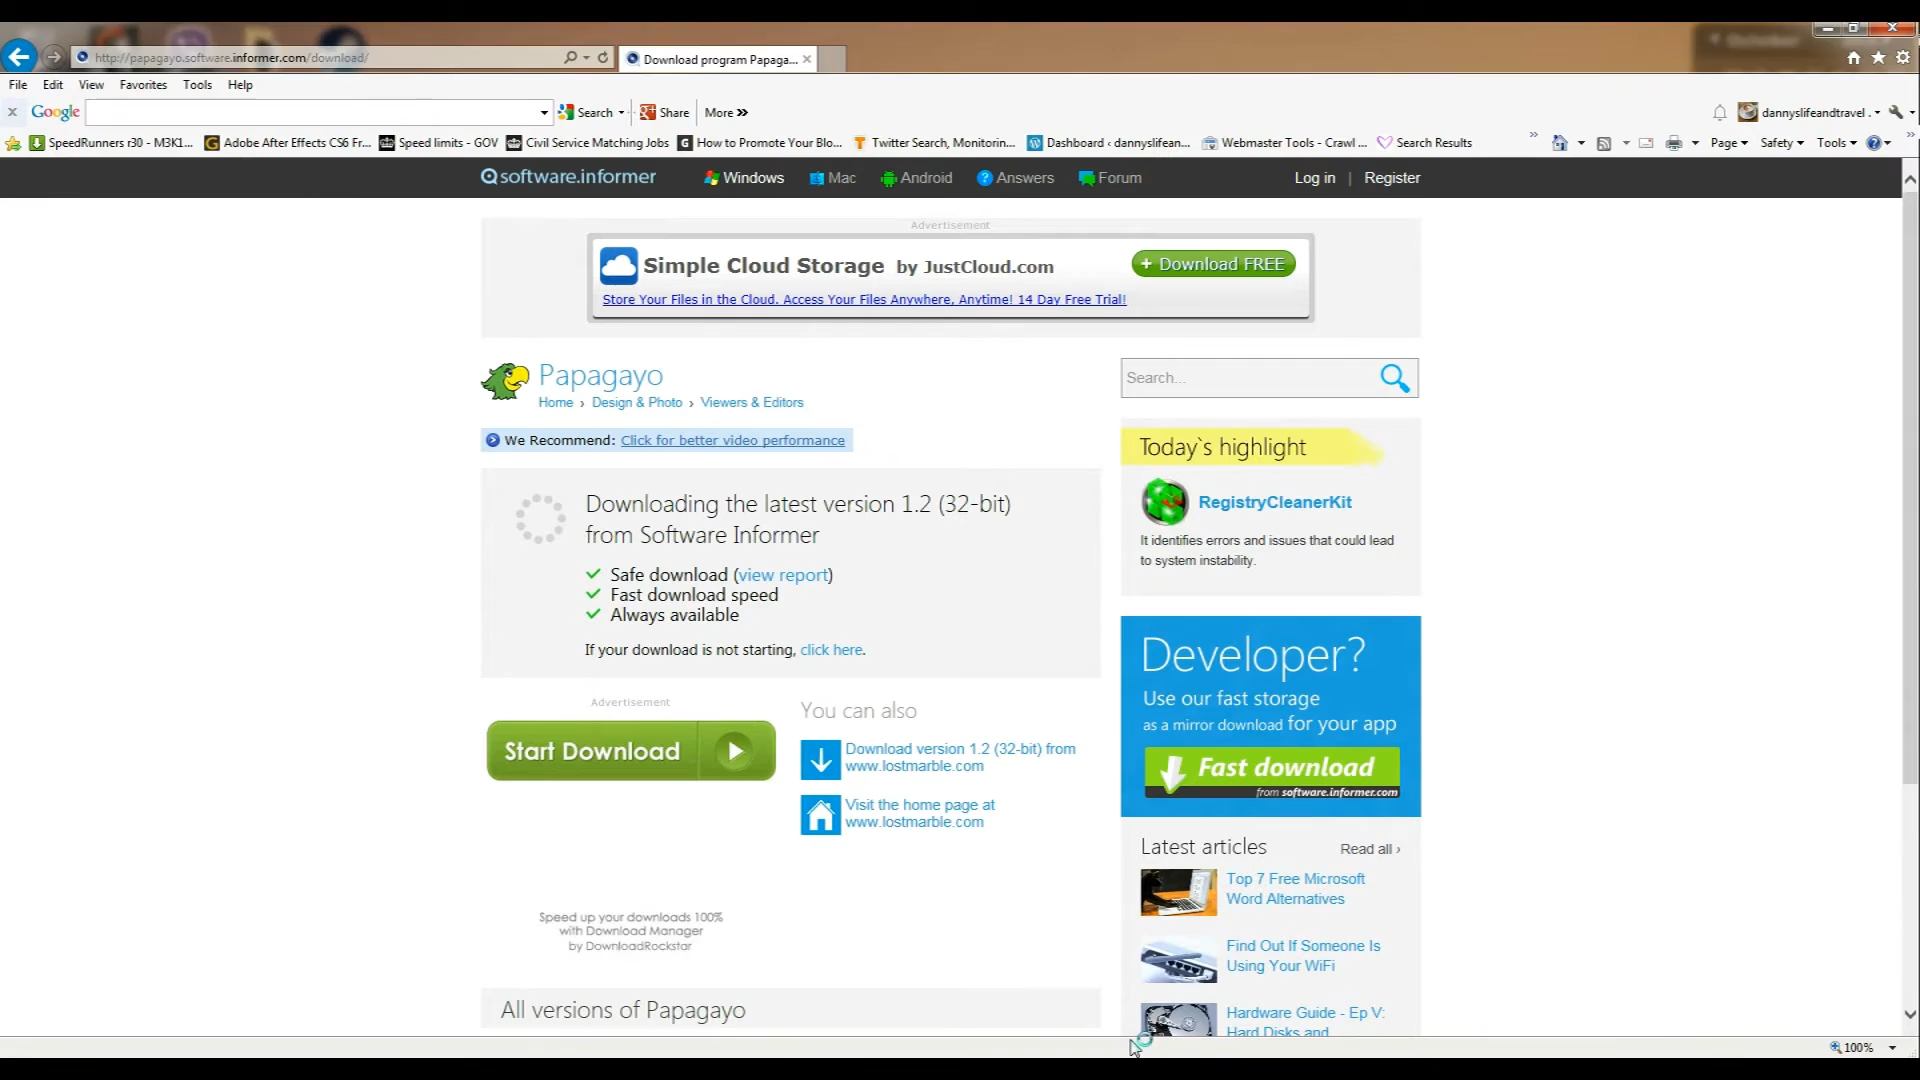 http://papagayo.software.informer.com/download/
Download program Papaga...
File Edit View Favorites Tools Help
Google
Search
Share
More »
dannyslifeandtravel .
SpeedRunners r30 - M3K1...
Adobe After Effects CS6 Fr...
Speed limits - GOV
Civil Service Matching Jobs
How to Promote Your Blo...
Twitter Search, Monitorin...
Dashboard ‹ dannyslifean...
Webmaster Tools - Crawl ...
Search Results
Page Safety Tools
software.informer
Windows Mac Android Answers Forum
Log in | Register
Advertisement
Simple Cloud Storage by JustCloud.com
+ Download FREE
Store Your Files in the Cloud. Access Your Files Anywhere, Anytime! 14 Day Free Trial!
Papagayo
Home › Design & Photo › Viewers & Editors
Search...
We Recommend: Click for better video performance
Today`s highlight
RegistryCleanerKit
It identifies errors and issues that could lead
to system instability.
Downloading the latest version 1.2 (32-bit)
from Software Informer
Safe download (view report)
Fast download speed
Always available
If your download is not starting, click here.
Developer?
Use our fast storage
as a mirror download for your app
Fast download
from software.informer.com
Advertisement
Start Download
You can also
Download version 1.2 (32-bit) from
www.lostmarble.com
Visit the home page at
www.lostmarble.com
Speed up your downloads 100%
with Download Manager
by DownloadRockstar
Latest articles
Read all ›
Top 7 Free Microsoft
Word Alternatives
Find Out If Someone Is
Using Your WiFi
Hardware Guide - Ep V:
Hard Disks and
All versions of Papagayo
100%